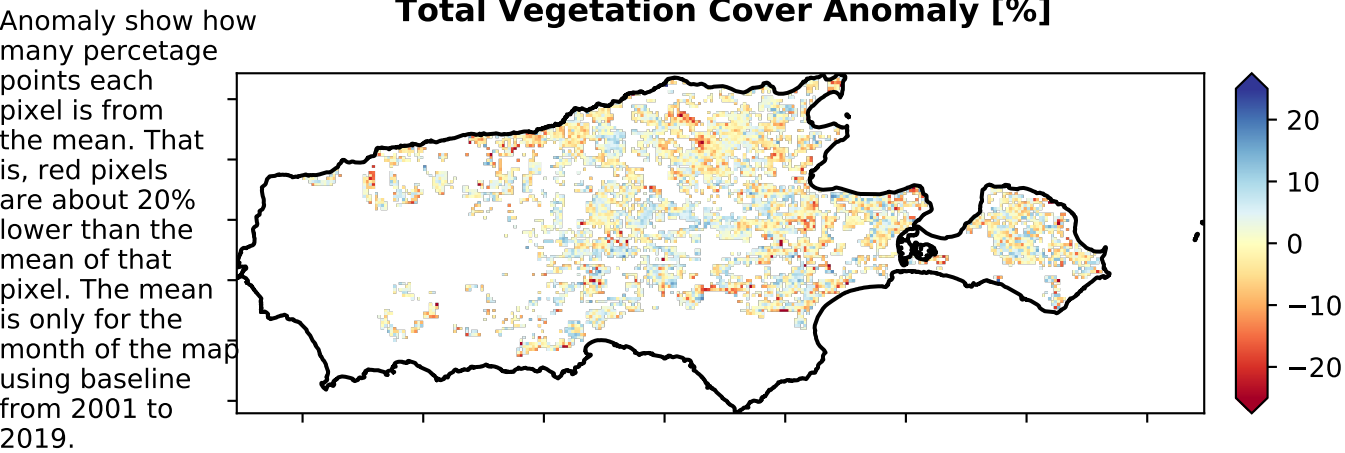 Total Vegetation Cover Anomaly [%]
Anomaly show how
many percetage
points each
pixel is from
the mean. That
is, red pixels
are about 20%
lower than the
mean of that
pixel. The mean
is only for the
month of the map
using baseline
from 2001 to
2019.
20
10
0
−10
−20